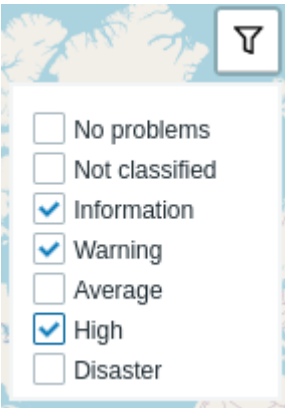 No problems
Not classified
Information
Warning
Average
High
Disaster